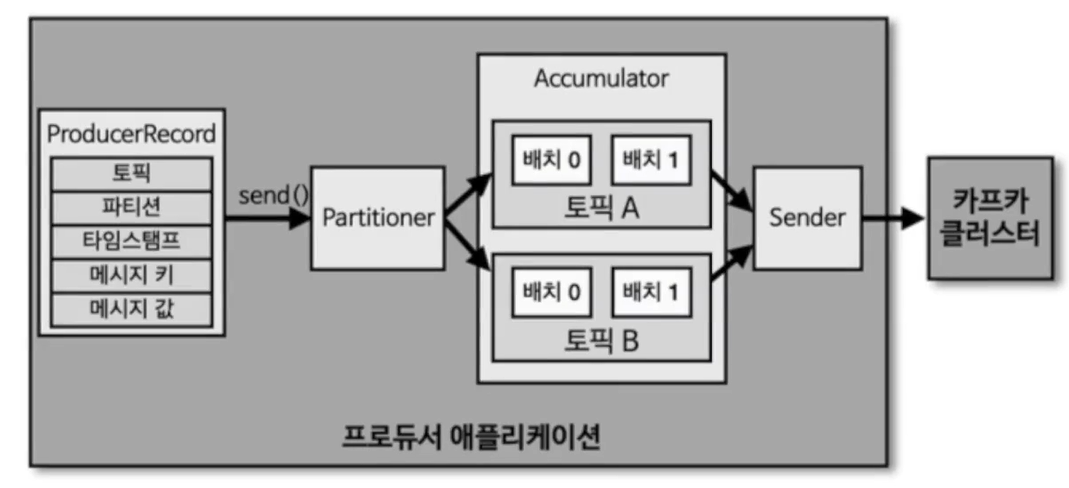 ProducerRecord
토픽
파티션
타임스탬프
메시지 키
메시지 값
send()
Partitioner
Accumulator
배치 0
배치 1
토픽 A
배치 0
배치 1
토픽 B
Sender
카프카
클러스터
프로듀서 애플리케이션